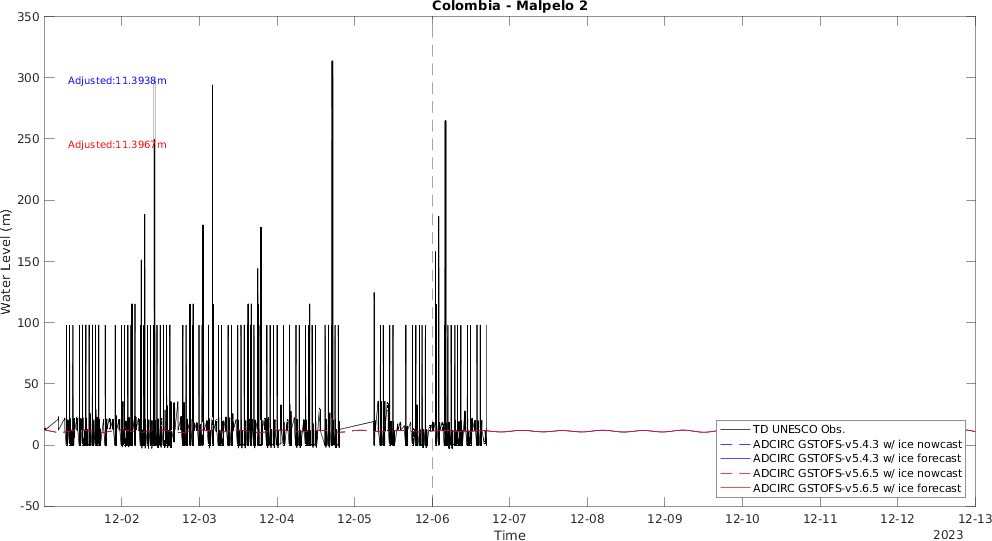 Colombia - Malpelo 2
350
300
250
200
150
100
50
0
-50
Water Level (m)
Adjusted:11.3938m
Adjusted:11.3967m
TD UNESCO Obs.
ADCIRC GSTOFS-v5.4.3 w/ ice nowcast
ADCIRC GSTOFS-v5.4.3 w/ ice forecast
ADCIRC GSTOFS-v5.6.5 w/ ice nowcast
ADCIRC GSTOFS-v5.6.5 w/ ice forecast
12-02 12-03 12-04 12-05 12-06 12-07 12-08 12-09 12-10 12-11 12-12 12-13
Time
2023